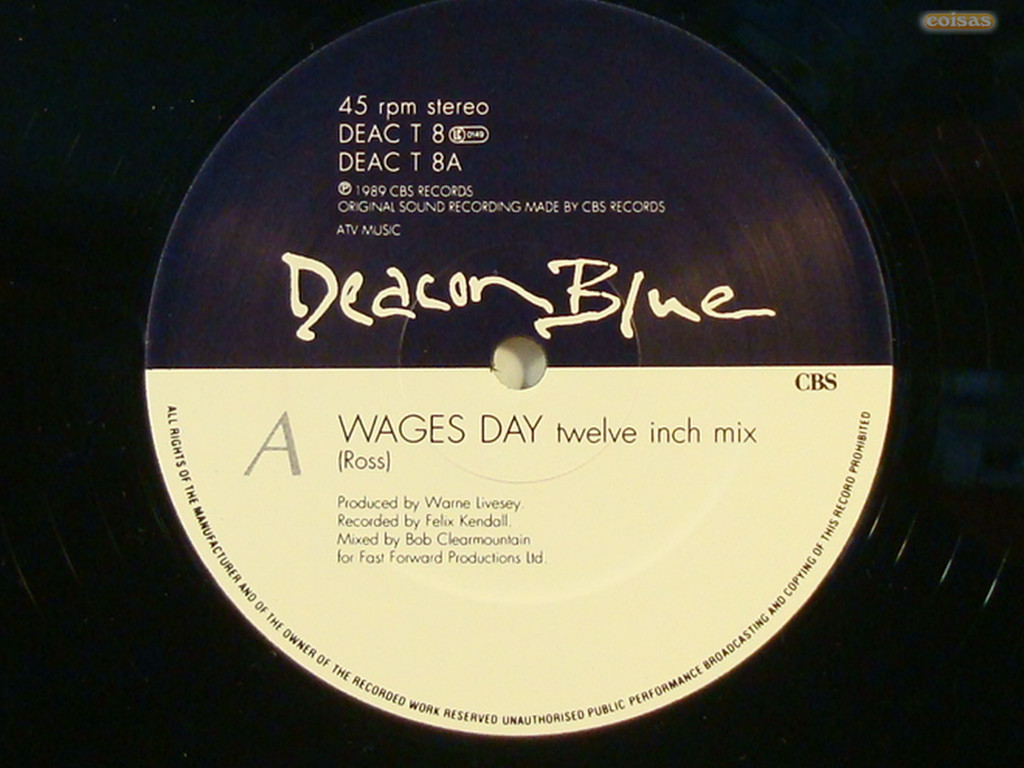 coisas
45 rpm stereo
DEAC T 8 LC 0149
DEAC T 8A
Ⓟ 1989 CBS RECORDS
ORIGINAL SOUND RECORDING MADE BY CBS RECORDS
ATV MUSIC
Deacon Blue
CBS
A
WAGES DAY twelve inch mix
(Ross)
Produced by Warne Livesey.
Recorded by Felix Kendall.
Mixed by Bob Clearmountain
for Fast Forward Productions Ltd.
ALL RIGHTS OF THE MANUFACTURER AND OF THE OWNER OF THE RECORDED WORK RESERVED UNAUTHORISED PUBLIC PERFORMANCE BROADCASTING AND COPYING OF THIS RECORD PROHIBITED